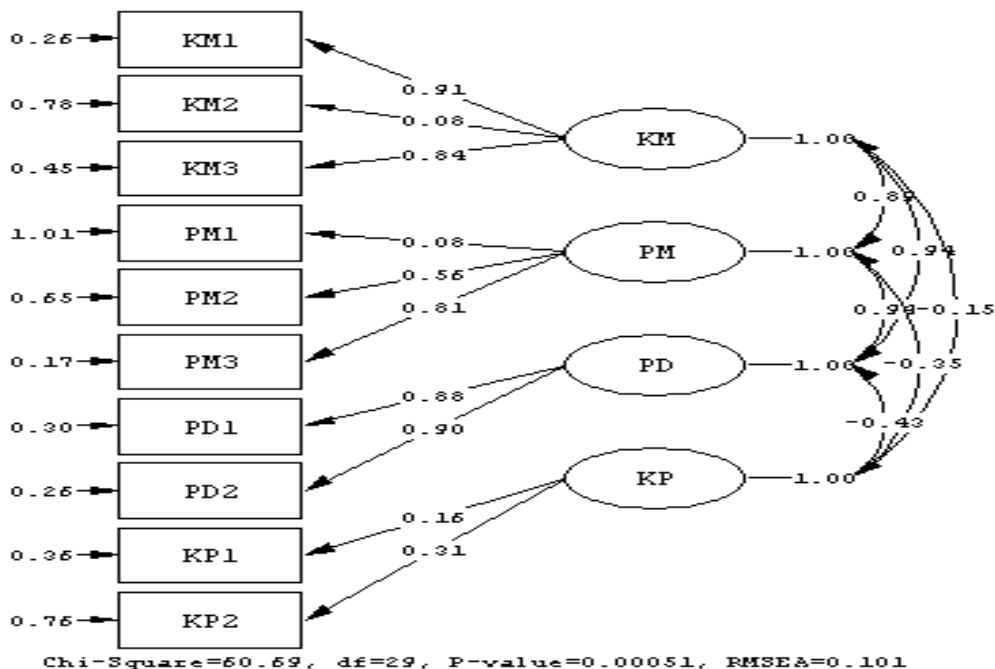 0.26 KM1
0.91
0.78 KM2
0.08
KM 1.00
0.45 KM3
0.84
0.89
1.01 PM1
0.08
PM 1.00
0.94
0.56
0.65 PM2
0.81
0.94 -0.15
0.17 PM3
PD 1.00
-0.35
0.88
0.30 PD1
0.90
-0.43
0.26 PD2
KP 1.00
0.16
0.36 KP1
0.31
0.76 KP2
Chi-Square=60.69, df=29, P-value=0.00051, RMSEA=0.101